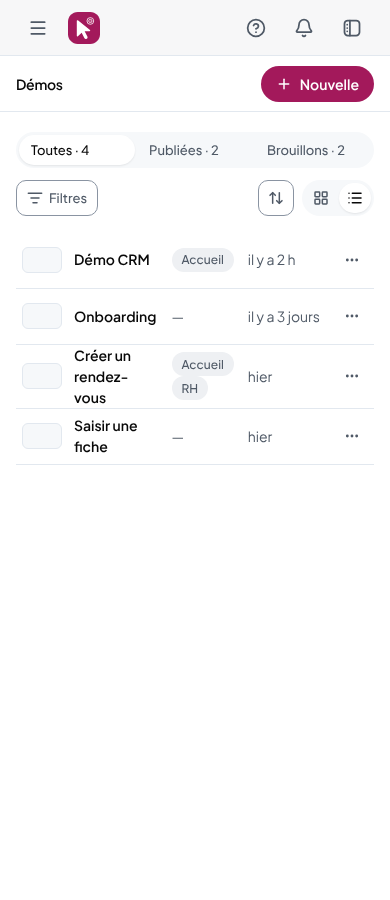 Démos
+ Nouvelle
Toutes · 4
Publiées · 2
Brouillons · 2
Filtres
Démo CRM
Accueil
il y a 2 h
Onboarding
—
il y a 3 jours
Créer un
rendez-
vous
Accueil
RH
hier
Saisir une
fiche
—
hier